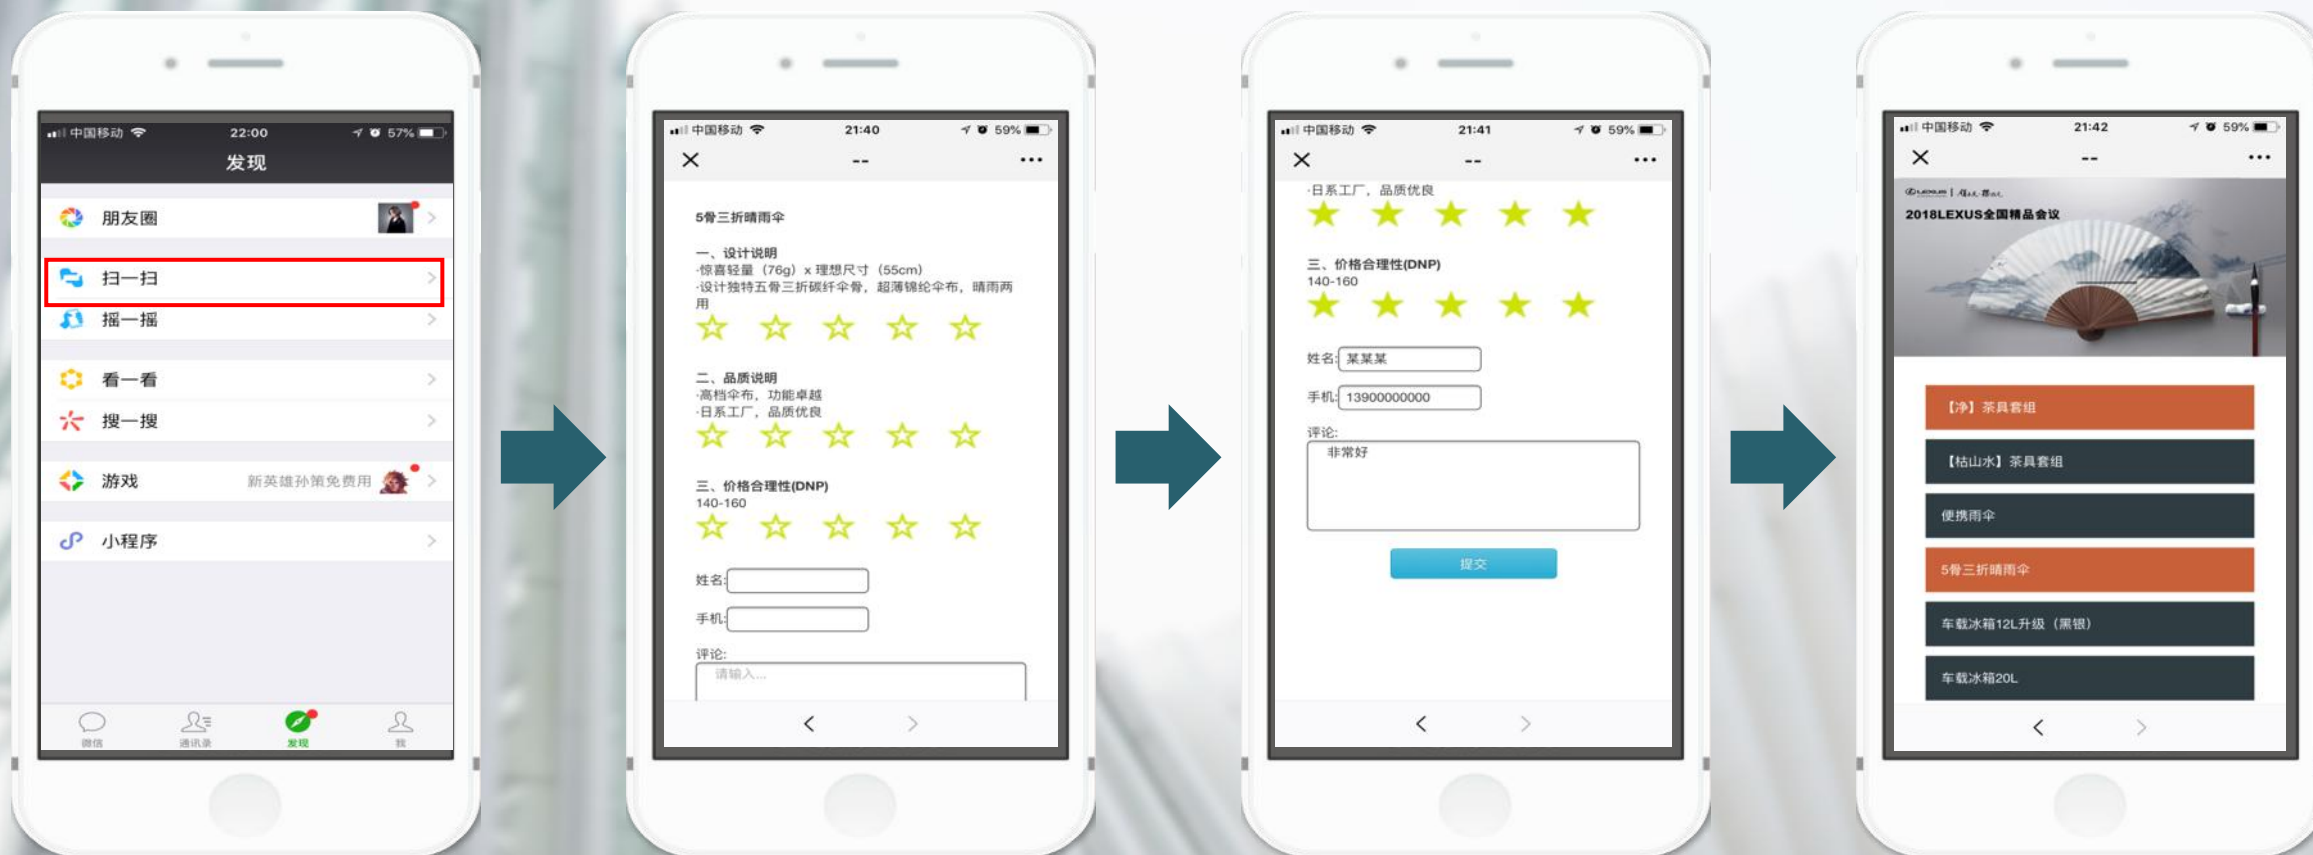 中国移动
22:00
57%
发现
朋友圈
扫一扫
摇一摇
看一看
搜一搜
游戏
新英雄孙策免费用
小程序
微信
通讯录
发现
我
中国移动
21:40
59%
--
5骨三折晴雨伞
一、设计说明
·惊喜轻量（76g）x 理想尺寸（55cm）
·设计独特五骨三折碳纤伞骨，超薄锦纶伞布，晴雨两
用
二、品质说明
·高档伞布，功能卓越
·日系工厂，品质优良
三、价格合理性(DNP)
140-160
姓名:
手机:
评论:
请输入...
中国移动
21:41
59%
--
·日系工厂，品质优良
三、价格合理性(DNP)
140-160
姓名: 某某某
手机: 13900000000
评论:
非常好
提交
中国移动
21:42
59%
--
LEXUS
2018LEXUS全国精品会议
【净】茶具套组
【枯山水】茶具套组
便携雨伞
5骨三折晴雨伞
车载冰箱12L升级（黑银）
车载冰箱20L